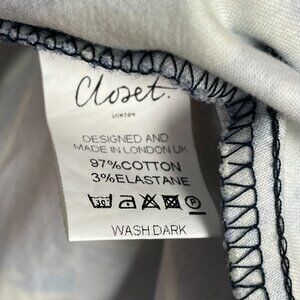 Closet.
LONDON
DESIGNED AND
MADE IN LONDON UK
97%COTTON
3%ELASTANE
WASH DARK